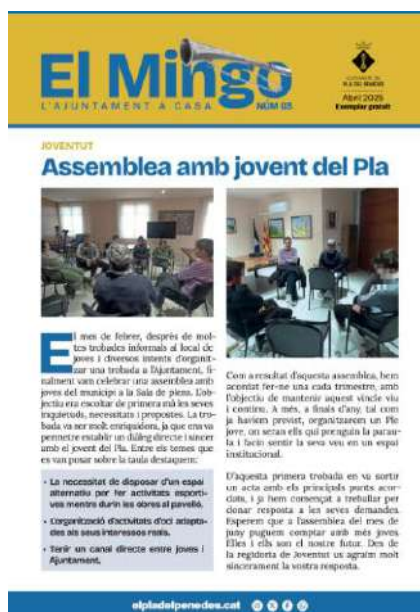 El Mingo
L'AJUNTAMENT A CASA
NÚM 03
AJUNTAMENT DE
PLA DEL PENEDÈS
Abril 2025
Exemplar gratuït
JOVENTUT
Assemblea amb jovent del Pla
El mes de febrer, després de mol-
tes trobades informals al local de
joves i diversos intents d'organit-
zar una trobada a l'Ajuntament, fi-
nalment vam celebrar una assemblea amb
joves del municipi a la Sala de plens. L'ob-
jectiu era escoltar de primera mà les seves
inquietuds, necessitats i propostes. La tro-
bada va ser molt enriquidora, ja que ens va
permetre establir un diàleg directe i sincer
amb el jovent del Pla. Entre els temes que
es van posar sobre la taula destaquem:
• La necessitat de disposar d'un espai
alternatiu per fer activitats esporti-
ves mentre durin les obres al pavelló.
• L'organització d'activitats d'oci adapta-
des als seus interessos reals.
• Tenir un canal directe entre joves i
Ajuntament.
Com a resultat d'aquesta assemblea, hem
acordat fer-ne una cada trimestre, amb
l'objectiu de mantenir aquest vincle viu
i continu. A més, a finals d'any, tal com
ja havíem previst, organitzarem un Ple
jove, on seran ells qui prenguin la parau-
la i facin sentir la seva veu en un espai
institucional.
D'aquesta primera trobada en va sortir
un acta amb els principals punts acor-
dats, i ja hem començat a treballar per
donar resposta a les seves demandes.
Esperem que a l'assemblea del mes de
juny puguem comptar amb més joves.
Elles i ells son el nostre futur. Des de
la regidoria de Joventut us agraïm molt
sincerament la vostra resposta.
elpladelpenedes.cat